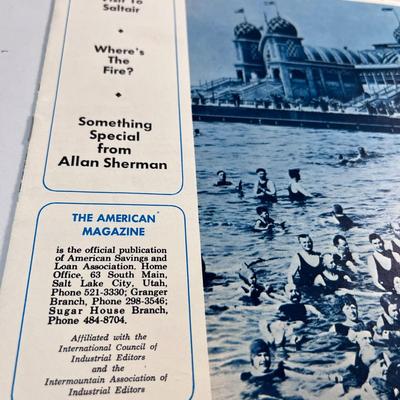 Visit To
Saltair
Where's
The
Fire?
Something
Special
from
Allan Sherman
THE AMERICAN
MAGAZINE
is the official publication
of American Savings and
Loan Association. Home
Office, 63 South Main,
Salt Lake City, Utah,
Phone 521-3330; Granger
Branch, Phone 298-3546;
Sugar House Branch,
Phone 484-8704.
Affiliated with the
International Council of
Industrial Editors
and the
Intermountain Association of
Industrial Editors